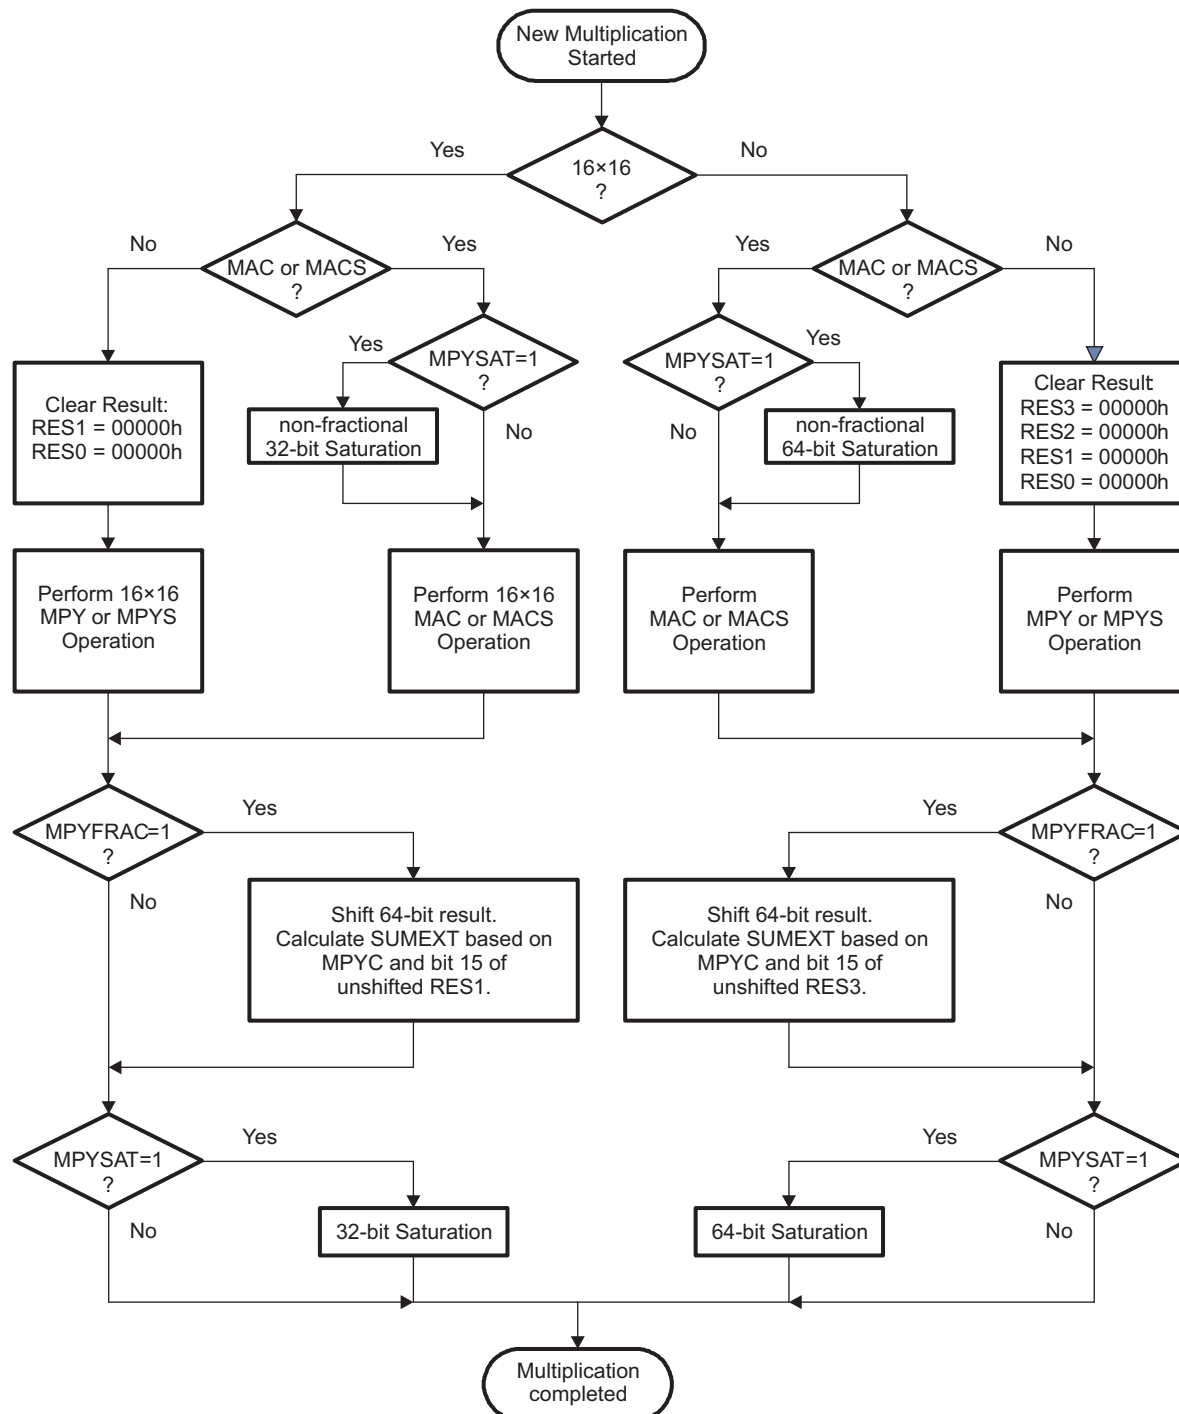 New Multiplication
Started
Yes
No
16×16
?
No
Yes
Yes
No
MAC or MACS
?
MAC or MACS
?
Yes
Yes
MPYSAT=1
?
MPYSAT=1
?
Clear Result:
RES1 = 00000h
RES0 = 00000h
non-fractional
32-bit Saturation
No
No
non-fractional
64-bit Saturation
Clear Result
RES3 = 00000h
RES2 = 00000h
RES1 = 00000h
RES0 = 00000h
Perform 16×16
MPY or MPYS
Operation
Perform 16×16
MAC or MACS
Operation
Perform
MAC or MACS
Operation
Perform
MPY or MPYS
Operation
Yes
Yes
MPYFRAC=1
?
MPYFRAC=1
?
No
No
Shift 64-bit result.
Calculate SUMEXT based on
MPYC and bit 15 of
unshifted RES1.
Shift 64-bit result.
Calculate SUMEXT based on
MPYC and bit 15 of
unshifted RES3.
Yes
Yes
MPYSAT=1
?
MPYSAT=1
?
No
32-bit Saturation
64-bit Saturation
No
Multiplication
completed